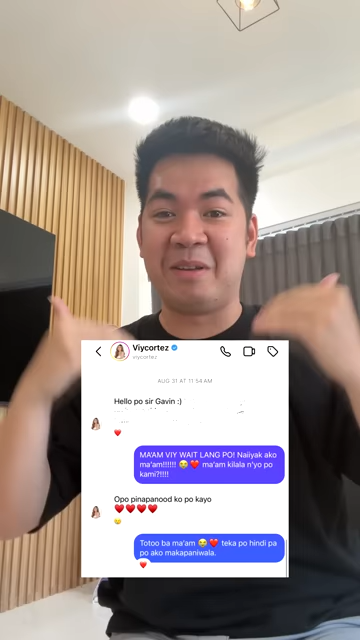 Viycortez
viycortez
AUG 31 AT 11:54 AM
Hello po sir Gavin :)
MA'AM VIY WAIT LANG PO! Naiiyak ako
ma'am!!!!!! 😭❤️ ma'am kilala n'yo po
kami?!!!!
Opo pinapanood ko po kayo
❤️❤️❤️❤️
Totoo ba ma'am 😭❤️ teka po hindi pa
po ako makapaniwala.